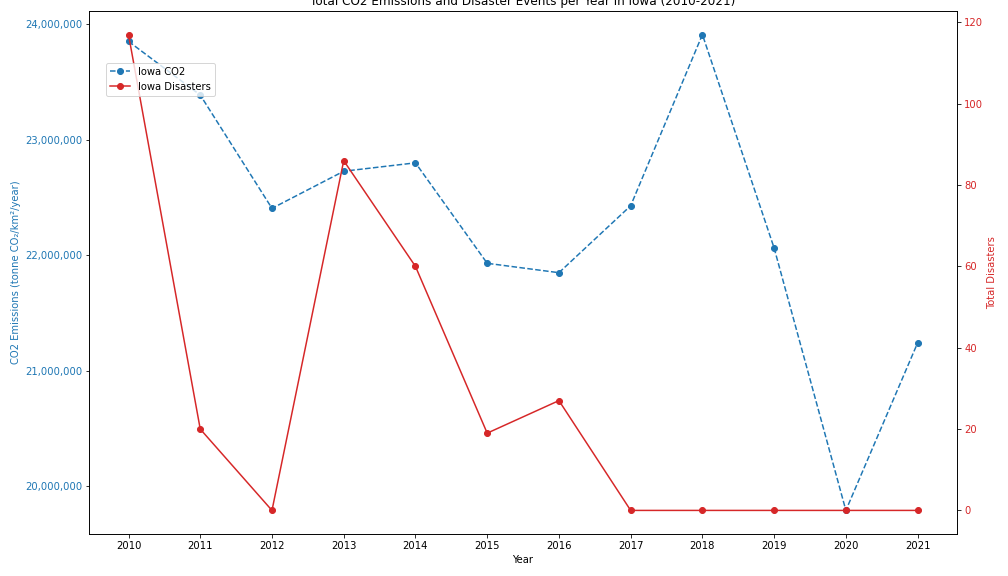 Total CO2 Emissions and Disaster Events per Year in Iowa (2010-2021)
24,000,000
23,000,000
22,000,000
21,000,000
20,000,000
CO2 Emissions (tonne CO₂/km²/year)
Iowa CO2
Iowa Disasters
120
100
80
60
40
20
0
Total Disasters
2010 2011 2012 2013 2014 2015 2016 2017 2018 2019 2020 2021
Year